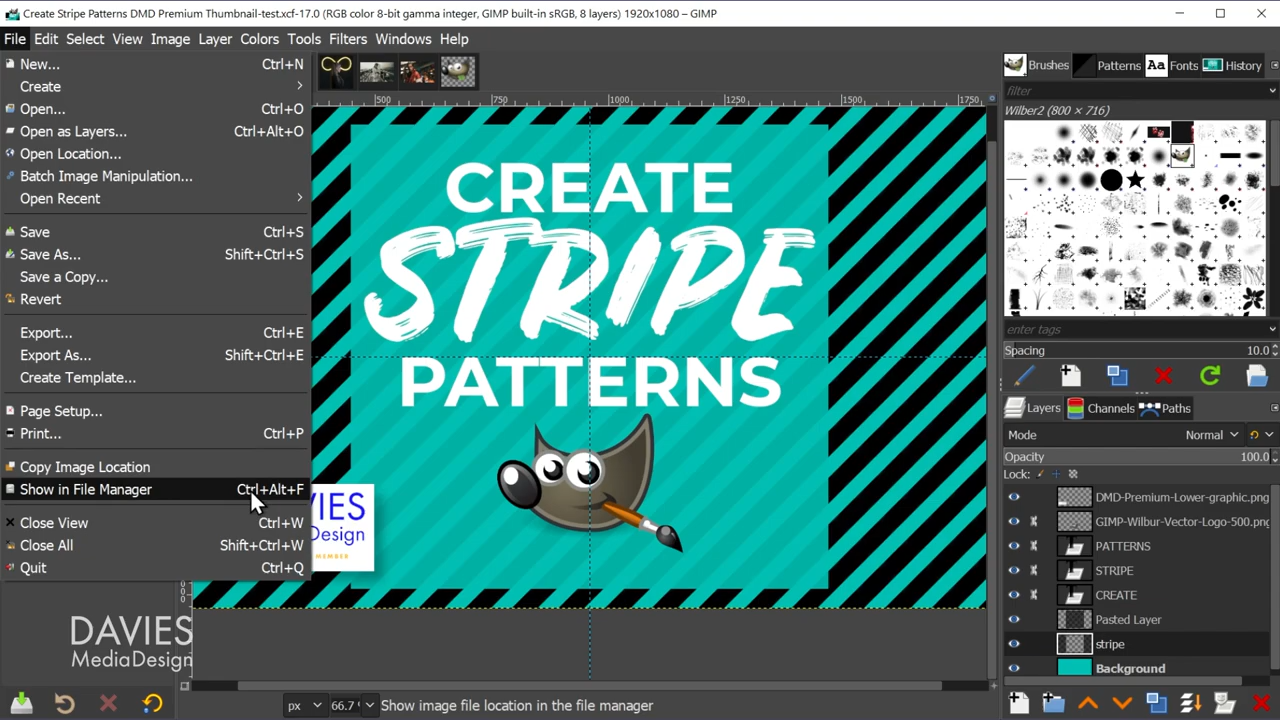 Create Stripe Patterns DMD Premium Thumbnail-test.xcf-17.0 (RGB color 8-bit gamma integer, GIMP built-in sRGB, 8 layers) 1920x1080 – GIMP
File Edit Select View Image Layer Colors Tools Filters Windows Help
New... Ctrl+N
Create
Open... Ctrl+O
Open as Layers... Ctrl+Alt+O
Open Location...
Batch Image Manipulation...
Open Recent
Save Ctrl+S
Save As... Shift+Ctrl+S
Save a Copy...
Revert
Export... Ctrl+E
Export As... Shift+Ctrl+E
Create Template...
Page Setup...
Print... Ctrl+P
Copy Image Location
Show in File Manager Ctrl+Alt+F
Close View Ctrl+W
Close All Shift+Ctrl+W
Quit Ctrl+Q
500 750 1000 1250 1500 1750
CREATE
STRIPE
PATTERNS
VIES
Design
MEMBER
DAVIES
MediaDesign
px 66.7 Show image file location in the file manager
Brushes Patterns Aa Fonts History
filter
Wilber2 (800 × 716)
enter tags
Spacing 10.0
Layers Channels Paths
Mode Normal
Opacity 100.0
Lock:
DMD-Premium-Lower-graphic.png
GIMP-Wilbur-Vector-Logo-500.png
PATTERNS
STRIPE
CREATE
Pasted Layer
stripe
Background